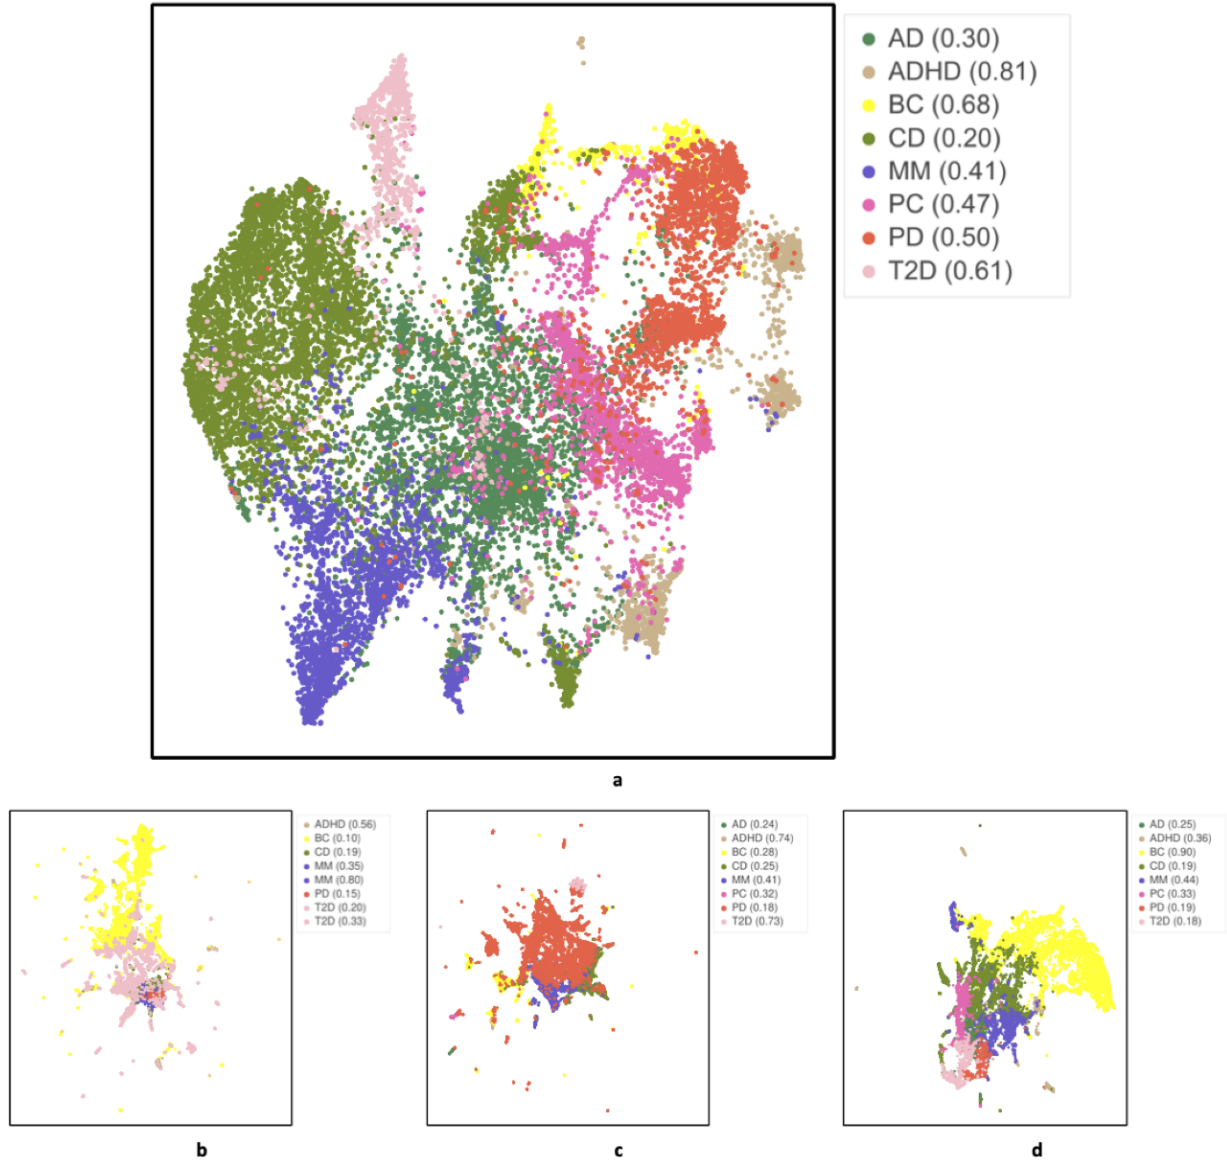 AD (0.30)
ADHD (0.81)
BC (0.68)
CD (0.20)
MM (0.41)
PC (0.47)
PD (0.50)
T2D (0.61)
a
ADHD (0.56)
BC (0.10)
CD (0.19)
MM (0.35)
MM (0.80)
PD (0.15)
T2D (0.20)
T2D (0.33)
AD (0.24)
ADHD (0.74)
BC (0.28)
CD (0.25)
MM (0.41)
PC (0.32)
PD (0.18)
T2D (0.73)
AD (0.25)
ADHD (0.36)
BC (0.90)
CD (0.19)
MM (0.44)
PC (0.33)
PD (0.19)
T2D (0.18)
b
c
d